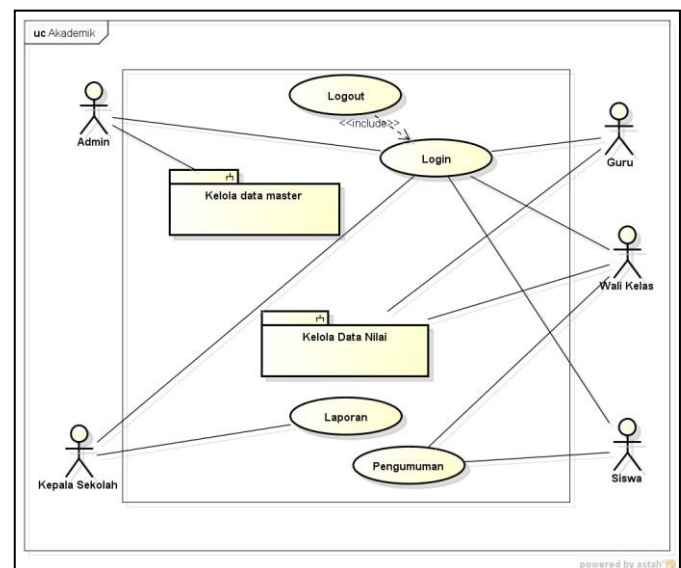 uc Akademik
Logout
<<include>>
Admin
Login
Guru
Kelola data master
Wali Kelas
Kelola Data Nilai
Laporan
Pengumuman
Kepala Sekolah
Siswa
powered by astah*